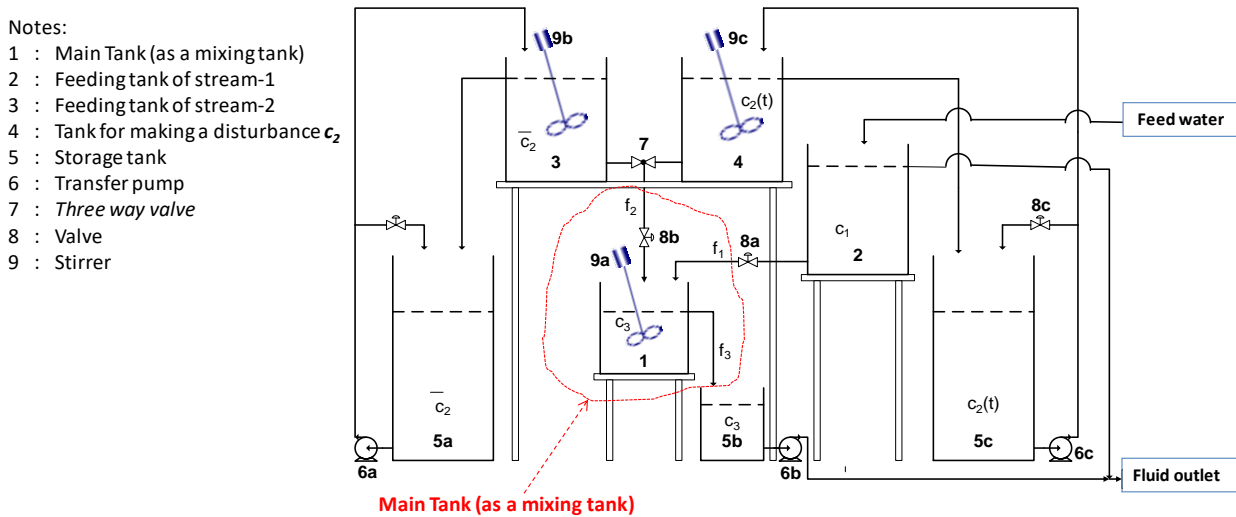 Notes:
1 : Main Tank (as a mixing tank)
2 : Feeding tank of stream-1
3 : Feeding tank of stream-2
4 : Tank for making a disturbance c₂
5 : Storage tank
6 : Transfer pump
7 : Three way valve
8 : Valve
9 : Stirrer
9b
9c
c̅₂
3
7
c₂(t)
4
Feed water
f₂
8b
f₁
8a
c₁
2
8c
9a
c₃
1
f₃
c̅₂
5a
6a
c₃
5b
6b
c₂(t)
5c
6c
Fluid outlet
Main Tank (as a mixing tank)